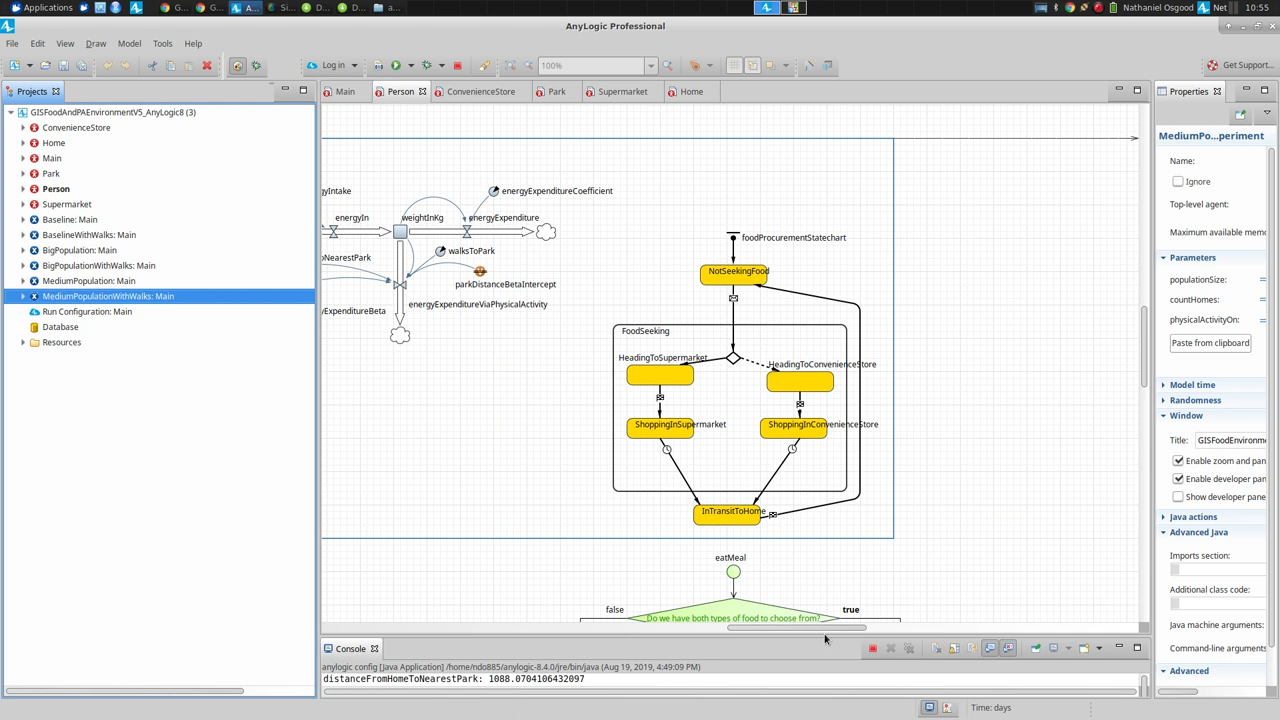 Applications
G...
G...
A...
Si...
D...
D...
a...
Nathaniel Osgood
Net
10:55
AnyLogic Professional
File Edit View Draw Model Tools Help
Log in
100%
Get Support...
Projects
GISFoodAndPAEnvironmentV5_AnyLogic8 (3)
ConvenienceStore
Home
Main
Park
Person
Supermarket
Baseline: Main
BaselineWithWalks: Main
BigPopulation: Main
BigPopulationWithWalks: Main
MediumPopulation: Main
MediumPopulationWithWalks: Main
Run Configuration: Main
Database
Resources
Main
Person
ConvenienceStore
Park
Supermarket
Home
gyIntake
energyExpenditureCoefficient
energyIn
weightInKg
energyExpenditure
walksToPark
oNearestPark
parkDistanceBetaIntercept
yExpenditureBeta
energyExpenditureViaPhysicalActivity
foodProcurementStatechart
NotSeekingFood
FoodSeeking
HeadingToSupermarket
HeadingToConvenienceStore
ShoppingInSupermarket
ShoppingInConvenienceStore
InTransitToHome
eatMeal
false
true
Do we have both types of food to choose from?
Console
anylogic config [Java Application] /home/ndo885/anylogic-8.4.0/jre/bin/java (Aug 19, 2019, 4:49:09 PM)
distanceFromHomeToNearestPark: 1088.0704106432097
Properties
MediumPo...periment
Name:
Ignore
Top-level agent:
Maximum available memo
Parameters
populationSize:
countHomes:
physicalActivityOn:
Paste from clipboard
Model time
Randomness
Window
Title: GISFoodEnvironm
Enable zoom and pan
Enable developer pane
Show developer pane
Java actions
Advanced Java
Imports section:
Additional class code:
Java machine arguments:
Command-line arguments
Advanced
Time: days